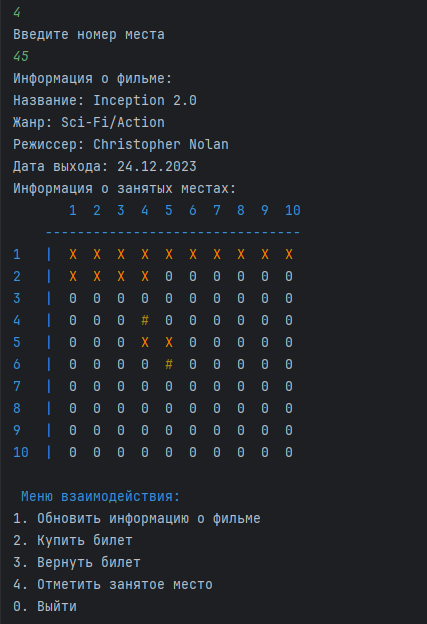 4
Введите номер места
45
Информация о фильме:
Название: Inception 2.0
Жанр: Sci-Fi/Action
Режиссер: Christopher Nolan
Дата выхода: 24.12.2023
Информация о занятых местах:
1 2 3 4 5 6 7 8 9 10
--------------------------------
1 | X X X X X X X X X X
2 | X X X X 0 0 0 0 0 0
3 | 0 0 0 0 0 0 0 0 0 0
4 | 0 0 0 # 0 0 0 0 0 0
5 | 0 0 0 X X 0 0 0 0 0
6 | 0 0 0 0 # 0 0 0 0 0
7 | 0 0 0 0 0 0 0 0 0 0
8 | 0 0 0 0 0 0 0 0 0 0
9 | 0 0 0 0 0 0 0 0 0 0
10 | 0 0 0 0 0 0 0 0 0 0
Меню взаимодействия:
1. Обновить информацию о фильме
2. Купить билет
3. Вернуть билет
4. Отметить занятое место
0. Выйти